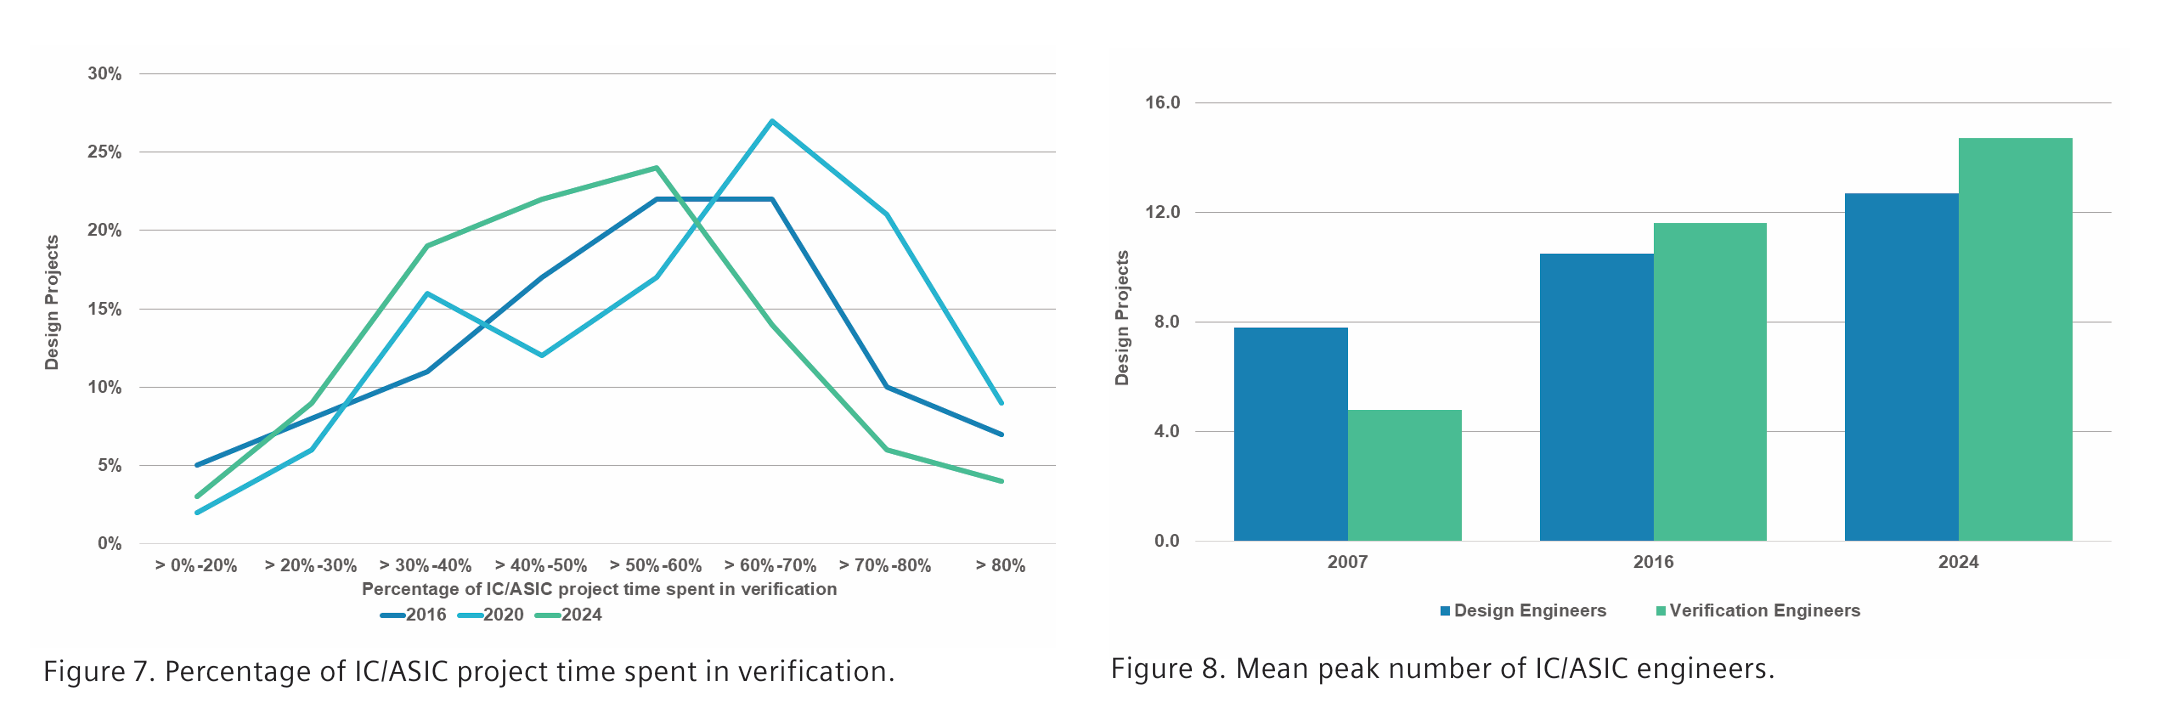 30%
25%
20%
15%
10%
5%
0%
Design Projects
> 0%-20% > 20%-30% > 30%-40% > 40%-50% > 50%-60% > 60%-70% > 70%-80% > 80%
Percentage of IC/ASIC project time spent in verification
2016 2020 2024
Figure 7. Percentage of IC/ASIC project time spent in verification.
16.0
12.0
8.0
4.0
0.0
Design Projects
2007 2016 2024
Design Engineers Verification Engineers
Figure 8. Mean peak number of IC/ASIC engineers.